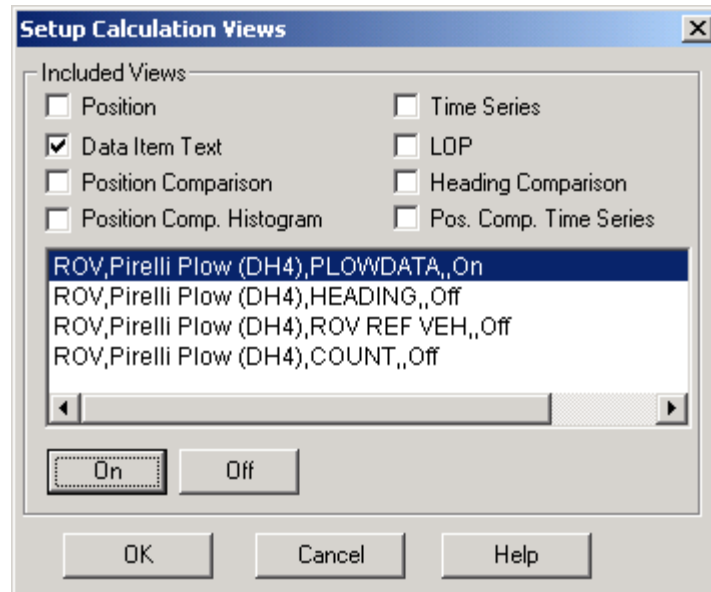 Setup Calculation Views
Included Views
Position
Time Series
Data Item Text
LOP
Position Comparison
Heading Comparison
Position Comp. Histogram
Pos. Comp. Time Series
ROV,Pirelli Plow (DH4),PLOWDATA,,On
ROV,Pirelli Plow (DH4),HEADING,,Off
ROV,Pirelli Plow (DH4),ROV REF VEH,,Off
ROV,Pirelli Plow (DH4),COUNT,,Off
On
Off
OK
Cancel
Help